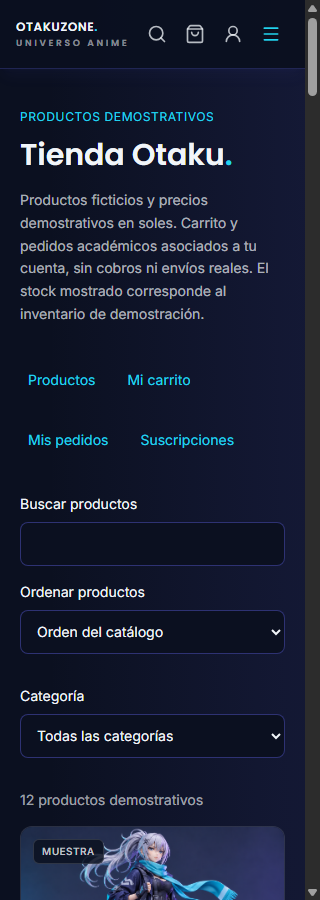 OTAKUZONE.
UNIVERSO ANIME
PRODUCTOS DEMOSTRATIVOS
Tienda Otaku.
Productos ficticios y precios
demostrativos en soles. Carrito y
pedidos académicos asociados a tu
cuenta, sin cobros ni envíos reales. El
stock mostrado corresponde al
inventario de demostración.
Productos Mi carrito
Mis pedidos Suscripciones
Buscar productos
Ordenar productos
Orden del catálogo
Categoría
Todas las categorías
12 productos demostrativos
MUESTRA